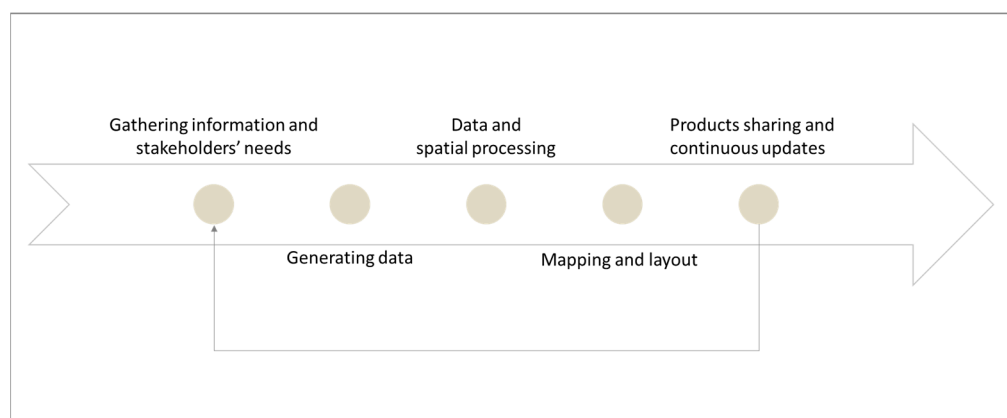 Gathering information and
stakeholders’ needs
Data and
spatial processing
Products sharing and
continuous updates
Generating data
Mapping and layout